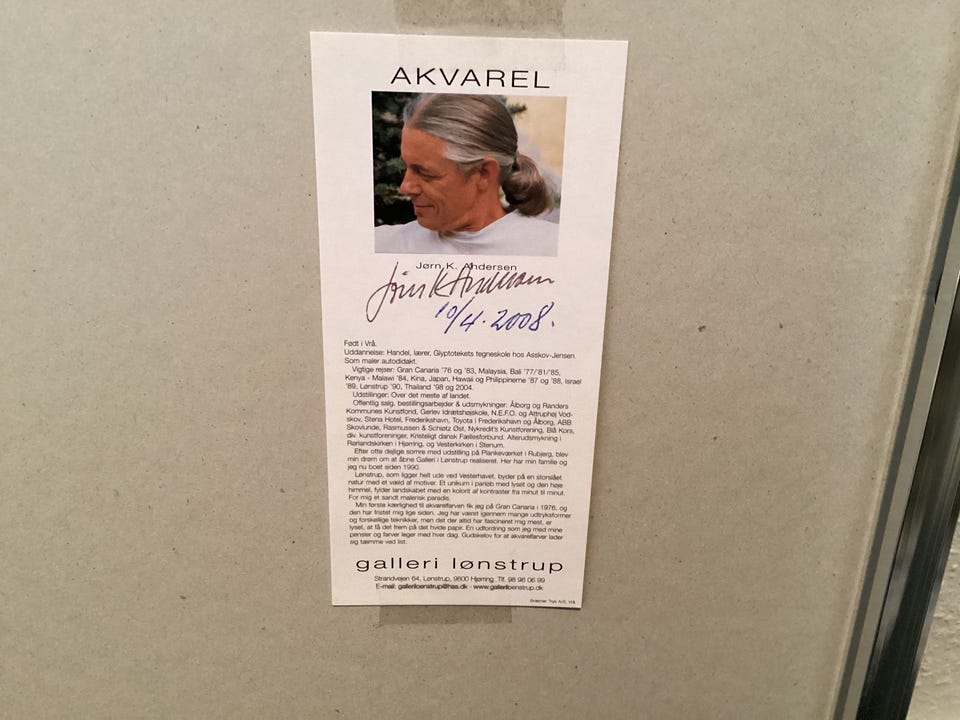 AKVAREL
Jørn K. Andersen
Jørn K Andersen
10/4.2008.
Født i Vrå.
Uddannelse: Handel, lærer, Glyptotekets tegneskole hos Asskov-Jensen.
Som maler autodidakt.
Vigtige rejser: Gran Canaria '76 og '83, Malaysia, Bali '77/'81/'85,
Kenya - Malawi '84, Kina, Japan, Hawaii og Philippinerne '87 og '88, Israel
'89, Lønstrup '90, Thailand '98 og 2004.
Udstillinger: Over det meste af landet.
Offentlig salg, bestillingsarbejder & udsmykninger: Ålborg og Randers
Kommunes Kunstfond, Gerlev Idrætshøjskole, N.E.F.O. og Attruphøj Vod-
skov, Stena Hotel, Frederikshavn, Toyota i Frederikshavn og Ålborg, ABB
Skovlunde, Rasmussen & Schiøtz Øst, Nykredit's Kunstforening, Blå Kors,
div. kunstforeninger, Kristeligt dansk Fællesforbund. Alterudsmykning i
Rørlandskirken i Hjørring, og Vesterkirken i Stenum.
Efter otte dejlige somre med udstilling på Plankeværket i Rubjerg, blev
min drøm om at åbne Galleri i Lønstrup realiseret. Her har min familie og
jeg nu boet siden 1990.
Lønstrup, som ligger helt ude ved Vesterhavet, byder på en storslået
natur med et væld af motiver. Et unikum i parløb med lyset og den høje
himmel, fylder landskabet med en kolorit af kontraster fra minut til minut.
For mig et sandt malerisk paradis.
Min første kærlighed til akvarelfarven fik jeg på Gran Canaria i 1976, og
den har fristet mig lige siden. Jeg har været igennem mange udtryksformer
og forskellige teknikker, men det der altid har fascineret mig mest, er
lyset, at få det frem på det hvide papir. En udfordring som jeg med mine
pensler og farver leger med hver dag. Gudskelov for at akvarelfarver lader
sig tæmme ved list.
galleri lønstrup
Strandvejen 64, Lønstrup, 9800 Hjørring. Tlf. 98 96 06 99
E-mail: galleriloenstrup@has.dk - www.galleriloenstrup.dk